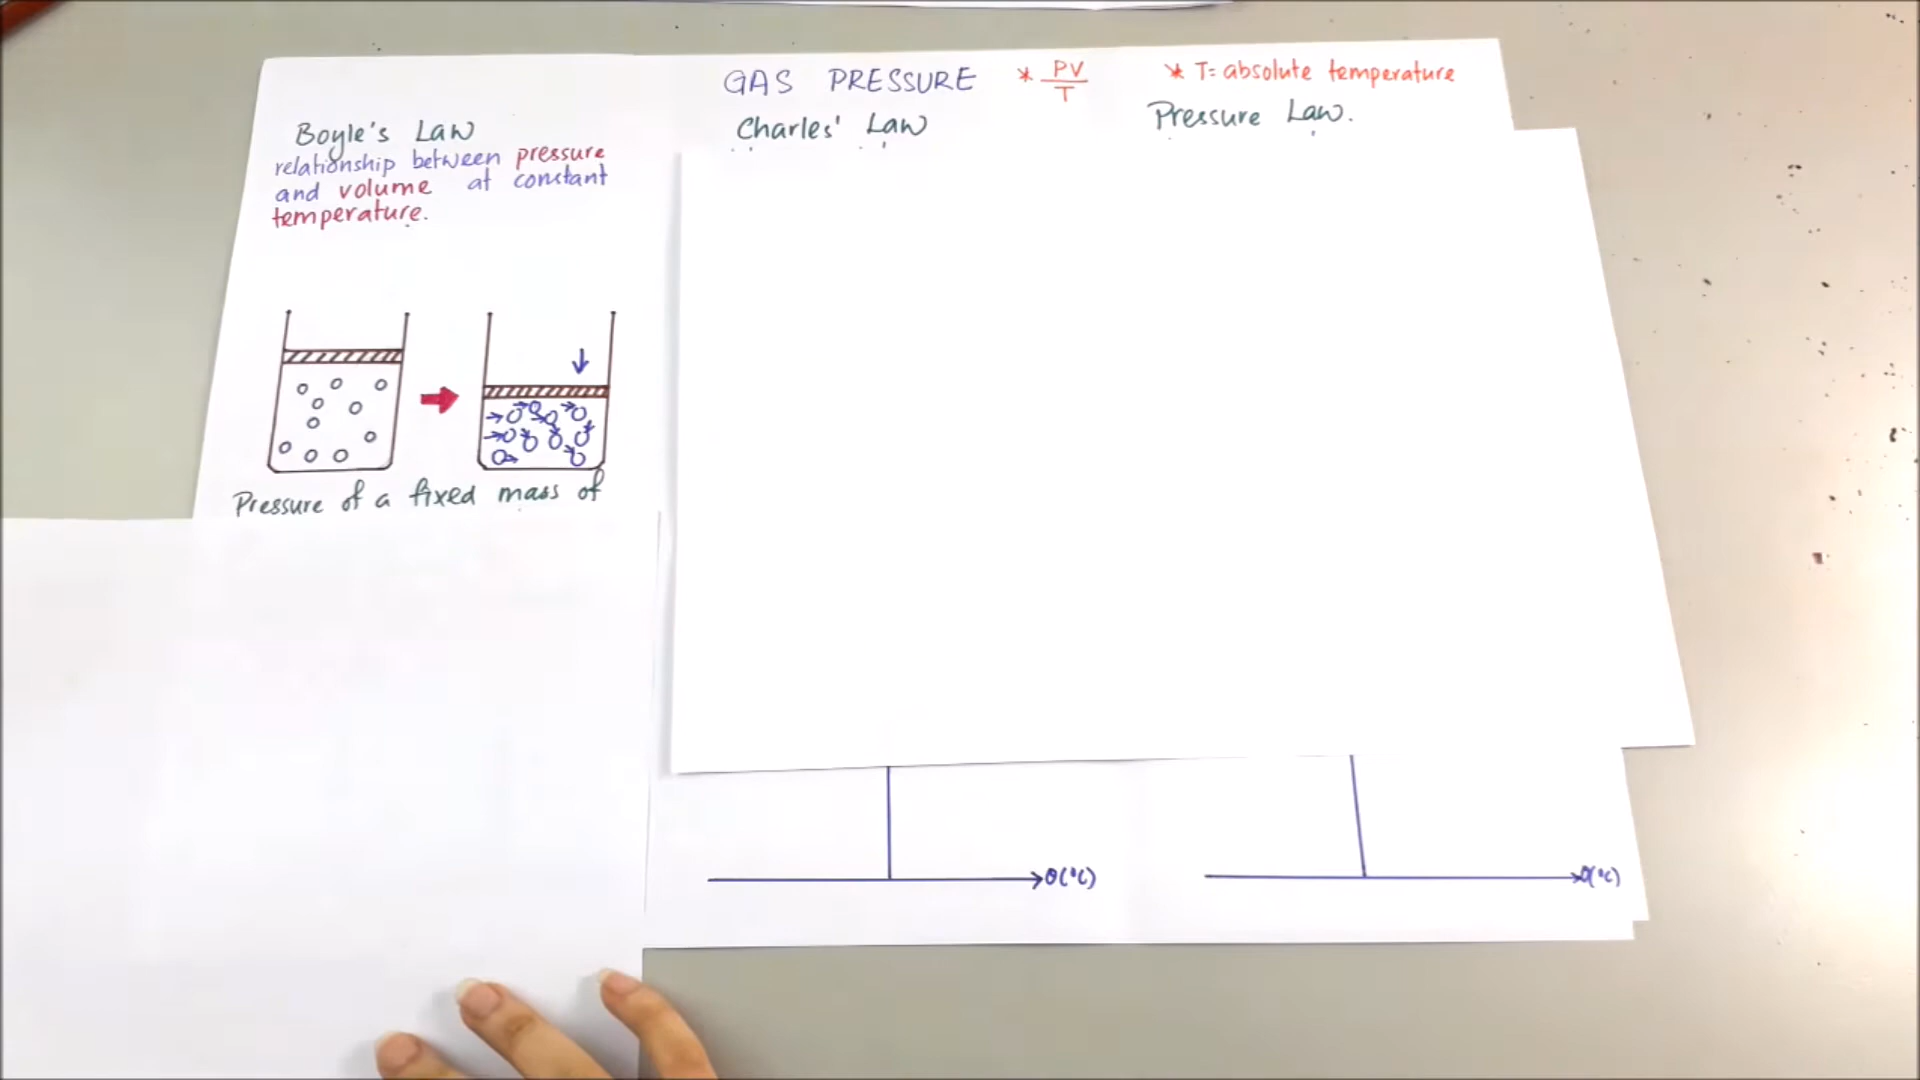 GAS PRESSURE * PV/T * T= absolute temperature
Boyle's Law
relationship between pressure
and volume at constant
temperature.
Pressure of a fixed mass of
Charles' Law
θ(°C)
Pressure Law.
θ(°C)